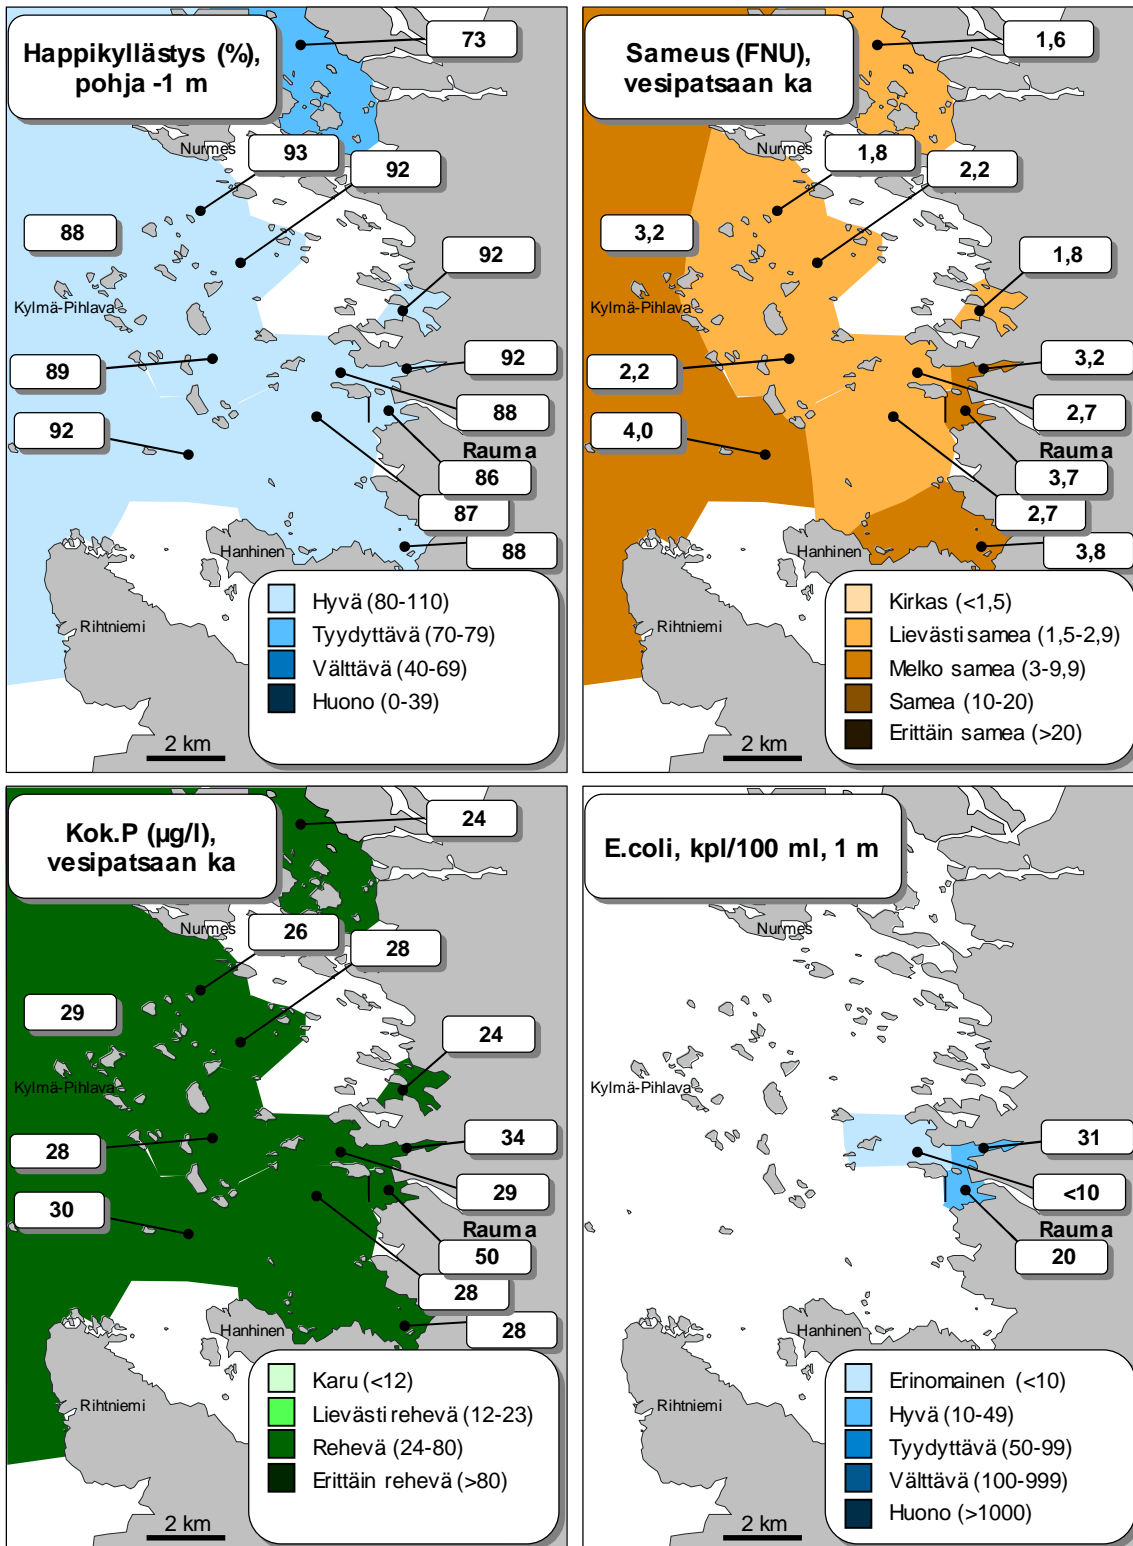 Happikyllästys (%),
pohja -1 m
73
Nurmes
93
92
88
92
Kylmä-Pihlava
89
92
88
92
Rauma
86
87
88
Hanhinen
Rihtniemi
Hyvä (80-110)
Tyydyttävä (70-79)
Välttävä (40-69)
Huono (0-39)
2 km
Sameus (FNU),
vesipatsaan ka
1,6
Nurmes
1,8
2,2
3,2
1,8
Kylmä-Pihlava
2,2
3,2
2,7
4,0
Rauma
3,7
2,7
3,8
Hanhinen
Rihtniemi
Kirkas (<1,5)
Lievästi samea (1,5-2,9)
Melko samea (3-9,9)
Samea (10-20)
Erittäin samea (>20)
2 km
Kok.P (µg/l),
vesipatsaan ka
24
Nurmes
26
28
29
24
Kylmä-Pihlava
28
34
29
30
Rauma
50
28
28
Hanhinen
Rihtniemi
Karu (<12)
Lievästi rehevä (12-23)
Rehevä (24-80)
Erittäin rehevä (>80)
2 km
E.coli, kpl/100 ml, 1 m
Nurmes
Kylmä-Pihlava
31
<10
Rauma
20
Hanhinen
Rihtniemi
Erinomainen (<10)
Hyvä (10-49)
Tyydyttävä (50-99)
Välttävä (100-999)
Huono (>1000)
2 km